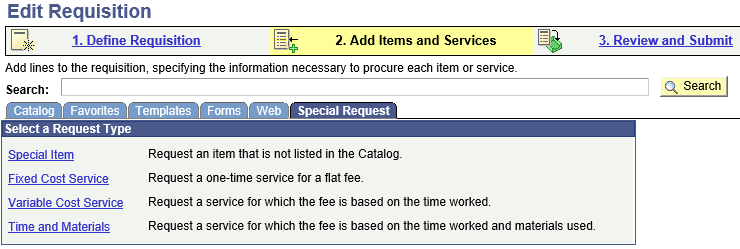 Edit Requisition
1. Define Requisition 2. Add Items and Services 3. Review and Submit
Add lines to the requisition, specifying the information necessary to procure each item or service.
Search: Search
Catalog Favorites Templates Forms Web Special Request
Select a Request Type
Special Item Request an item that is not listed in the Catalog.
Fixed Cost Service Request a one-time service for a flat fee.
Variable Cost Service Request a service for which the fee is based on the time worked.
Time and Materials Request a service for which the fee is based on the time worked and materials used.